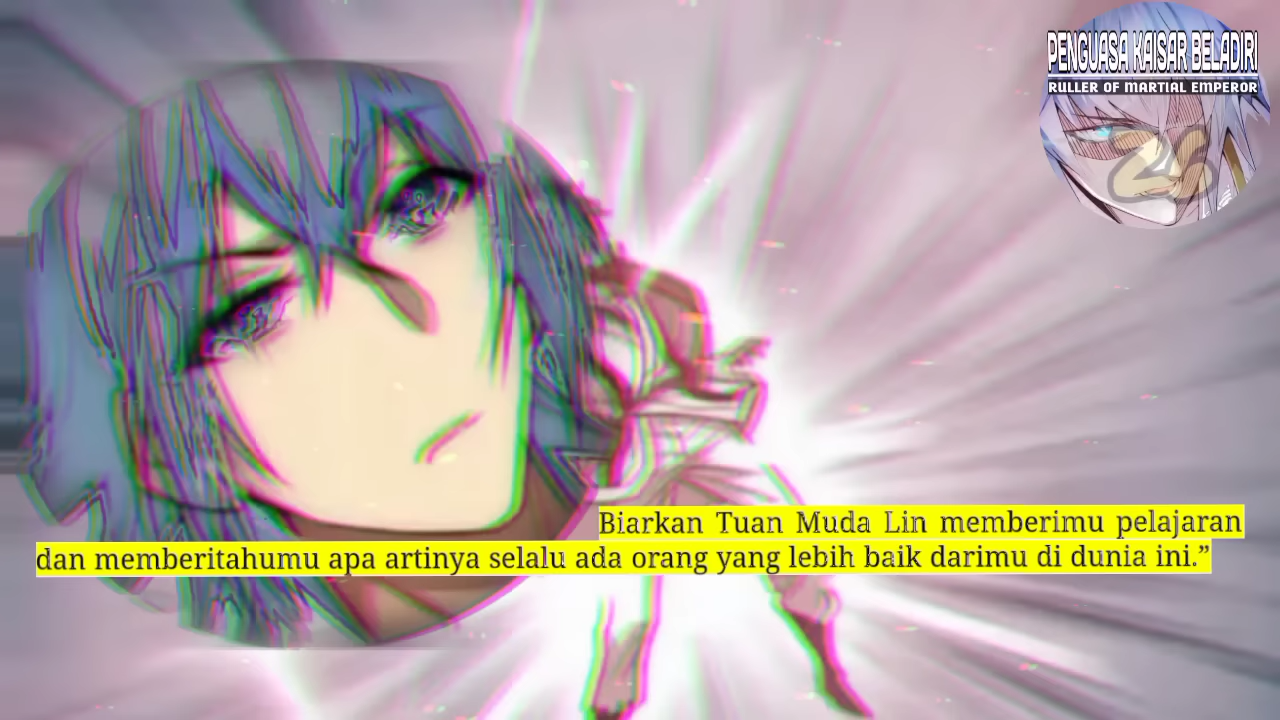 PENGUASA KAISAR BELADIRI
RULLER OF MARTIAL EMPEROR
Biarkan Tuan Muda Lin memberimu pelajaran
dan memberitahumu apa artinya selalu ada orang yang lebih baik darimu di dunia ini.”